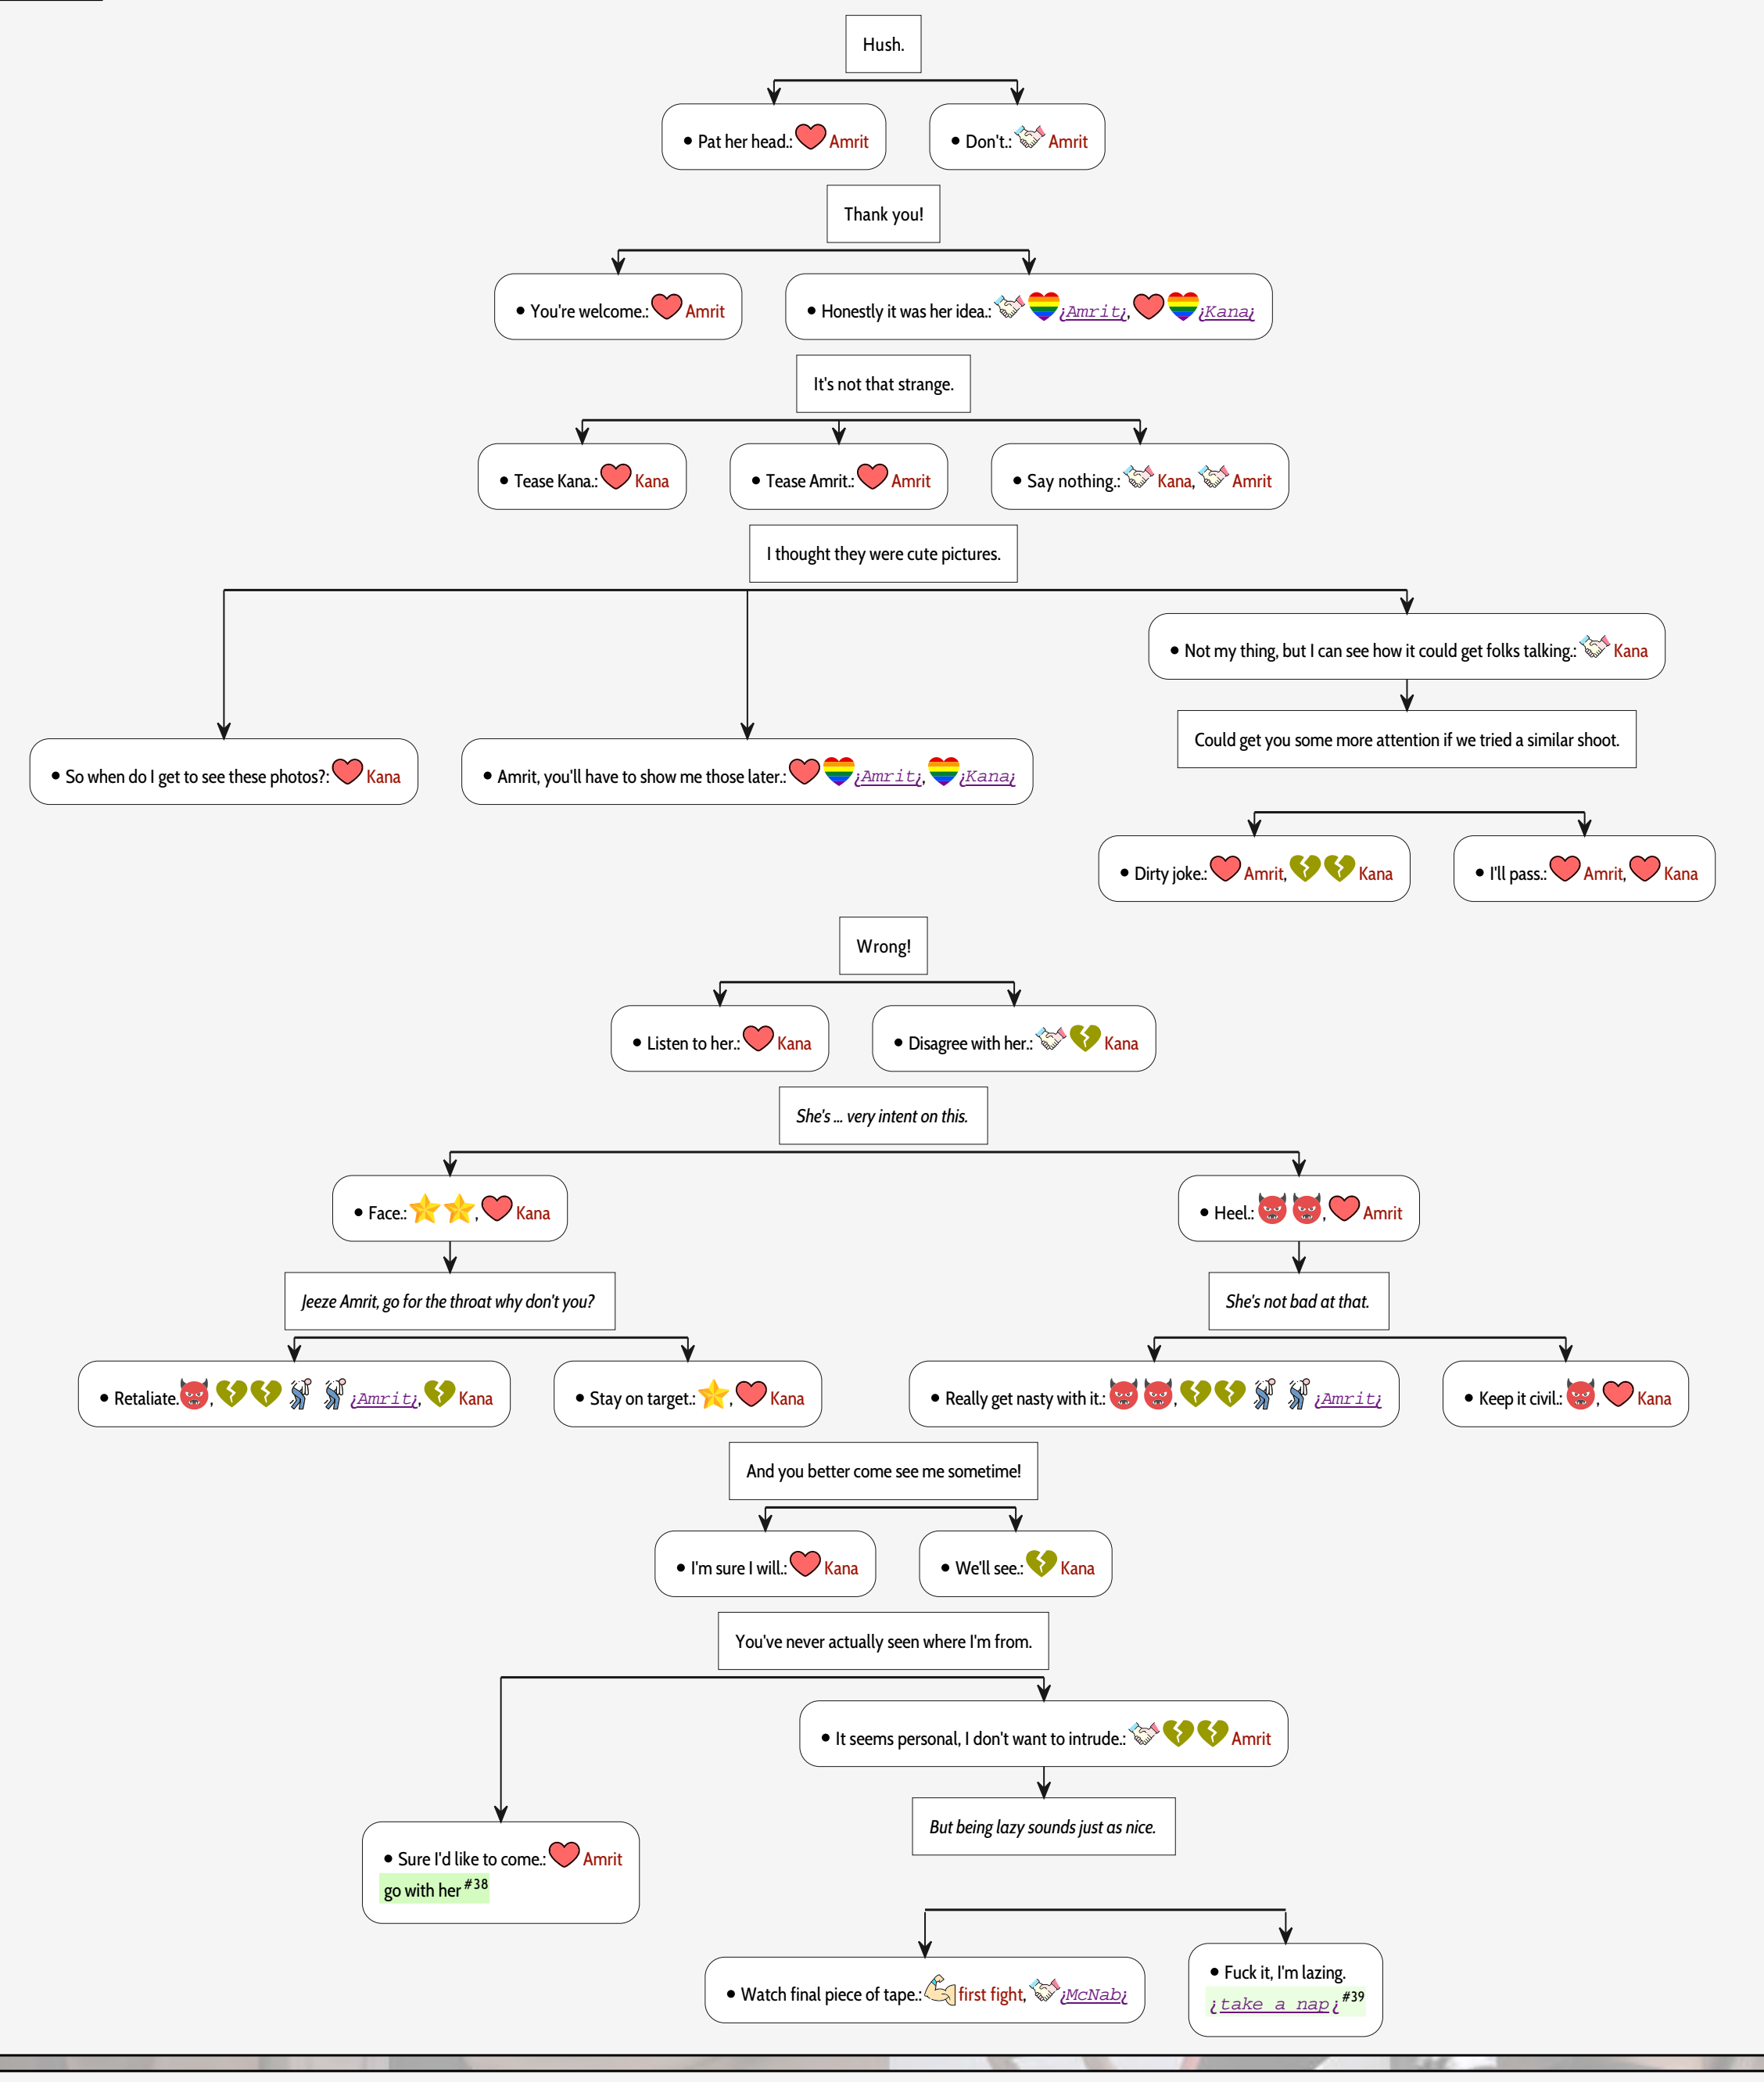 Hush.
• Pat her head.: Amrit
• Don't.: Amrit
Thank you!
• You're welcome.: Amrit
• Honestly it was her idea.: ¿Amrit¿, ¿Kana¿
It's not that strange.
• Tease Kana.: Kana
• Tease Amrit.: Amrit
• Say nothing.: Kana, Amrit
I thought they were cute pictures.
• Not my thing, but I can see how it could get folks talking.: Kana
Could get you some more attention if we tried a similar shoot.
• So when do I get to see these photos?: Kana
• Amrit, you'll have to show me those later.: ¿Amrit¿, ¿Kana¿
• Dirty joke.: Amrit, Kana
• I'll pass.: Amrit, Kana
Wrong!
• Listen to her.: Kana
• Disagree with her.: Kana
She's ... very intent on this.
• Face.: , Kana
• Heel.: , Amrit
Jeeze Amrit, go for the throat why don't you?
She's not bad at that.
• Retaliate. , ¿Amrit¿, Kana
• Stay on target.: , Kana
• Really get nasty with it.: , ¿Amrit¿
• Keep it civil.: , Kana
And you better come see me sometime!
• I'm sure I will.: Kana
• We'll see.: Kana
You've never actually seen where I'm from.
• It seems personal, I don't want to intrude.: Amrit
But being lazy sounds just as nice.
• Sure I'd like to come.: Amrit
go with her #38
• Watch final piece of tape.: first fight, ¿McNab¿
• Fuck it, I'm lazing.
¿take a nap¿ #39